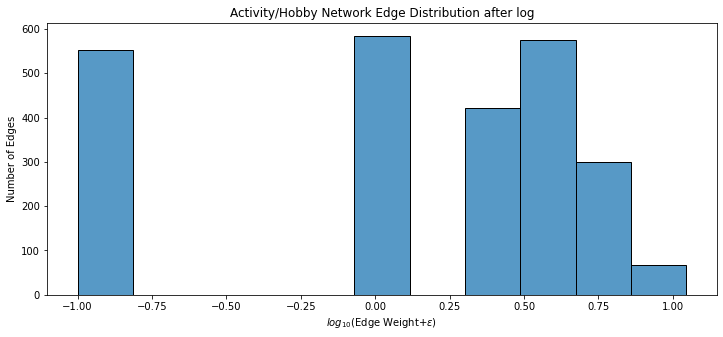 Activity/Hobby Network Edge Distribution after log
600
500
400
300
200
100
0
Number of Edges
−1.00 −0.75 −0.50 −0.25 0.00 0.25 0.50 0.75 1.00
log₁₀(Edge Weight+ε)